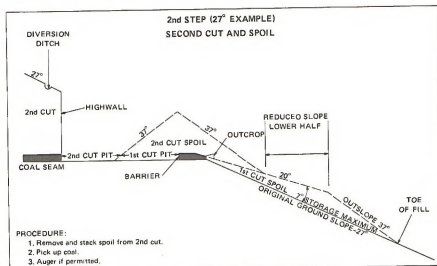 2nd STEP (27° EXAMPLE)
SECOND CUT AND SPOIL
DIVERSION
DITCH
27°
2nd CUT
HIGHWALL
37°
37°
2nd CUT SPOIL
REDUCED SLOPE
LOWER HALF
OUTCROP
2nd CUT PIT
1st CUT PIT
COAL SEAM
BARRIER
20°
1st CUT SPOIL
7°
STORAGE MAXIMUM
ORIGINAL GROUND SLOPE-27°
OUTSLOPE 37°
TOE
OF
FILL
PROCEDURE:
1. Remove and stack spoil from 2nd cut.
2. Pick up coal.
3. Auger if permitted.